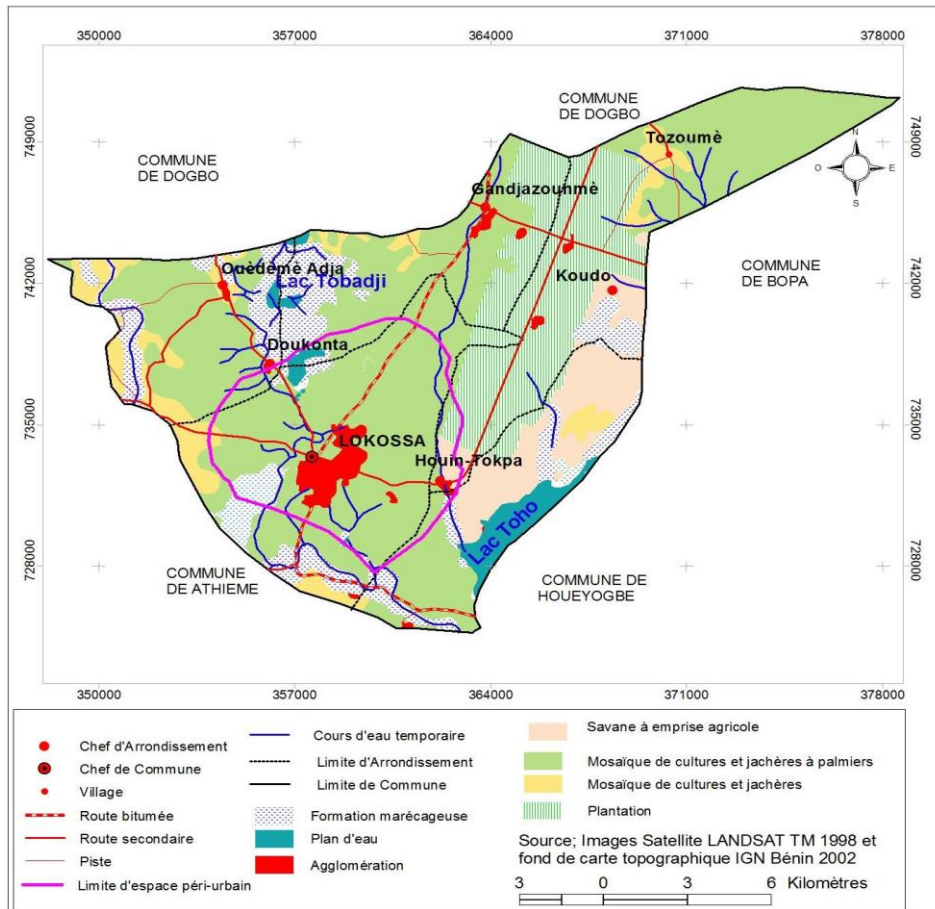 350000 357000 364000 371000 378000
COMMUNE
DE DOGBO
749000 749000
Tozoumè
N
COMMUNE
DE DOGBO
O E
S
Gandjazounmè
Ouèdèmè Adja
COMMUNE
DE BOPA
742000 742000
Lac Tobadji
Koudo
Doukonta
735000 735000
LOKOSSA
Houin-Tokpa
Lac Toho
728000 728000
COMMUNE
DE ATHIEME
COMMUNE DE
HOUEYOGBE
350000 357000 364000 371000 378000
Chef d'Arrondissement
Chef de Commune
Village
Route bitumée
Route secondaire
Piste
Limite d'espace péri-urbain
Cours d'eau temporaire
Limite d'Arrondissement
Limite de Commune
Formation marécageuse
Plan d'eau
Agglomération
Savane à emprise agricole
Mosaïque de cultures et jachères à palmiers
Mosaïque de cultures et jachères
Plantation
Source; Images Satellite LANDSAT TM 1998 et
fond de carte topographique IGN Bénin 2002
3 0 3 6 Kilomètres